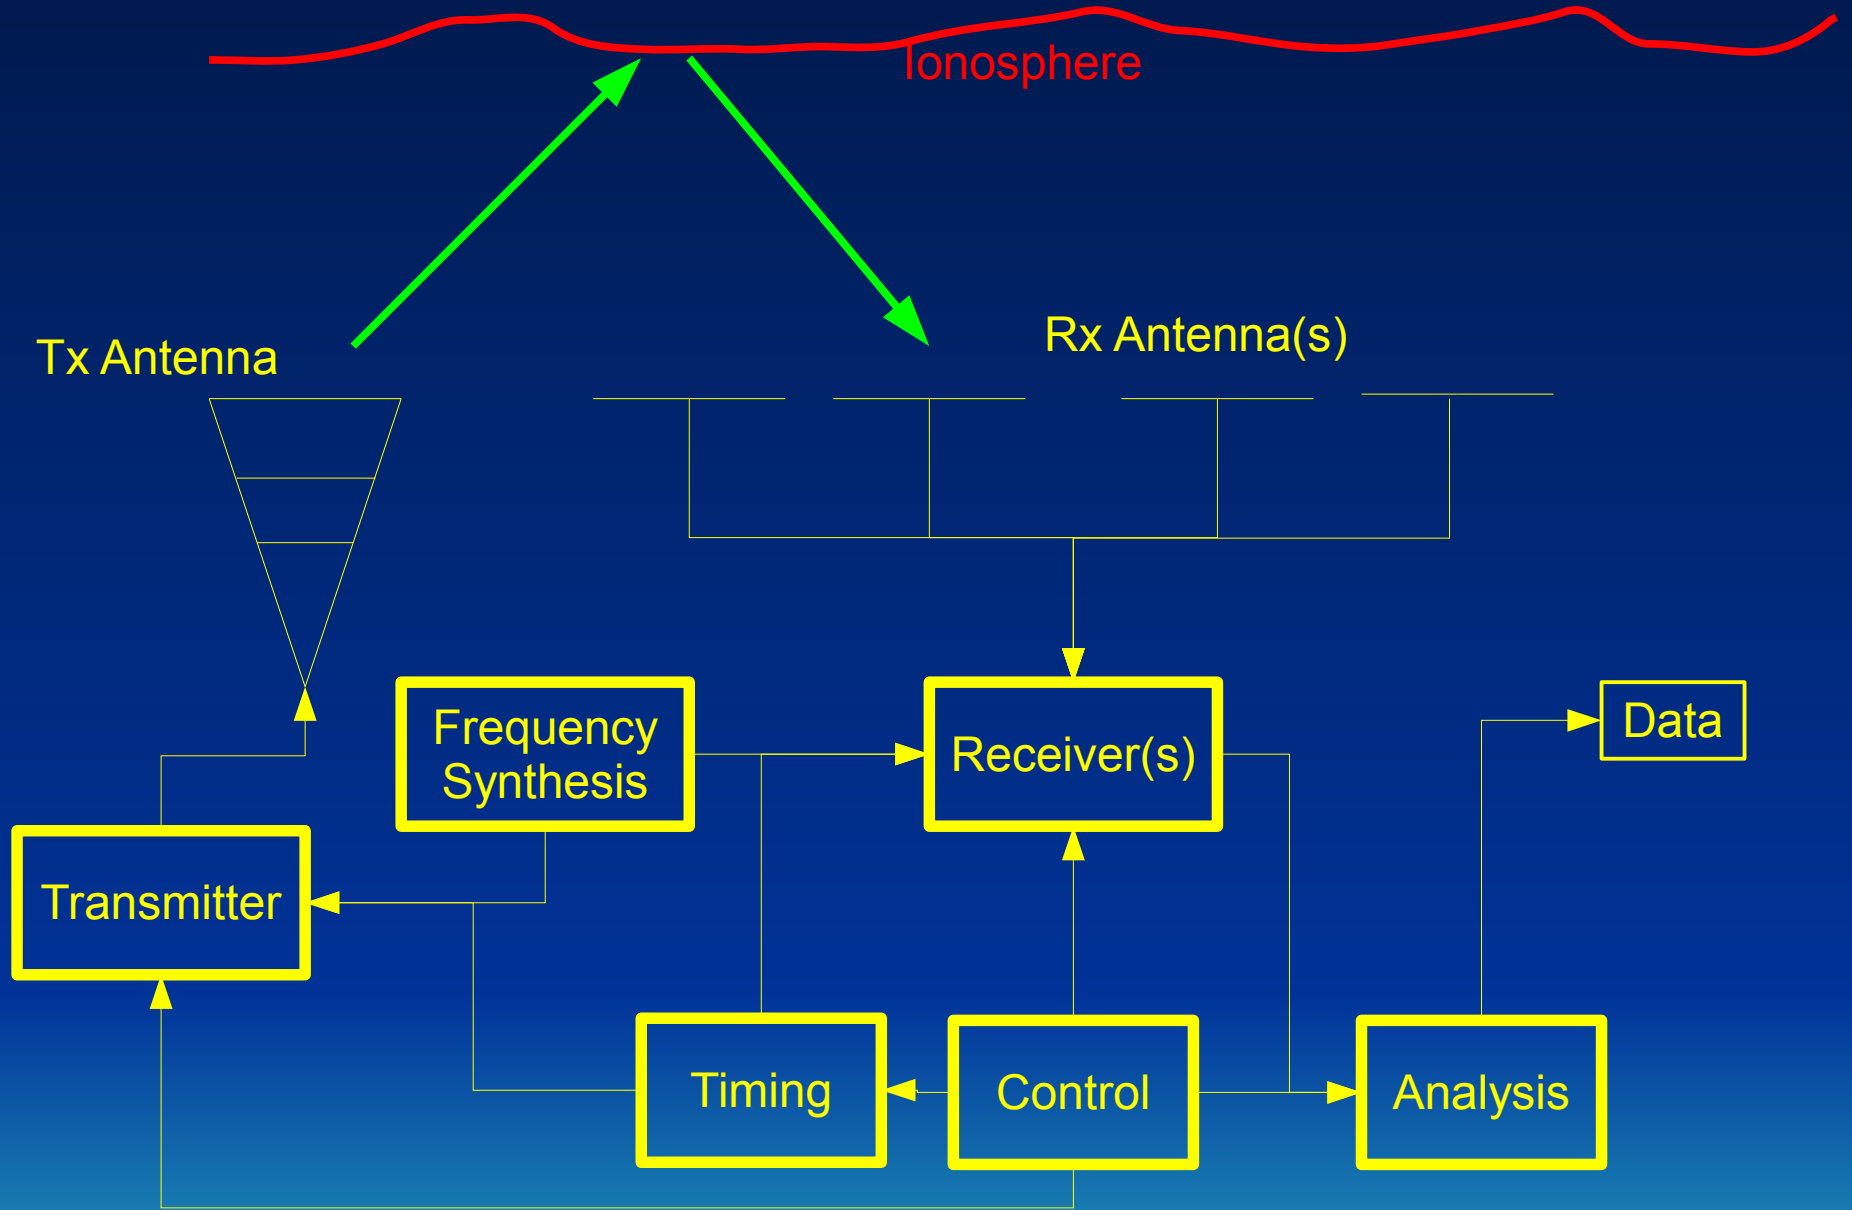 Ionosphere
Tx Antenna
Rx Antenna(s)
Frequency
Synthesis
Receiver(s)
Data
Transmitter
Timing
Control
Analysis